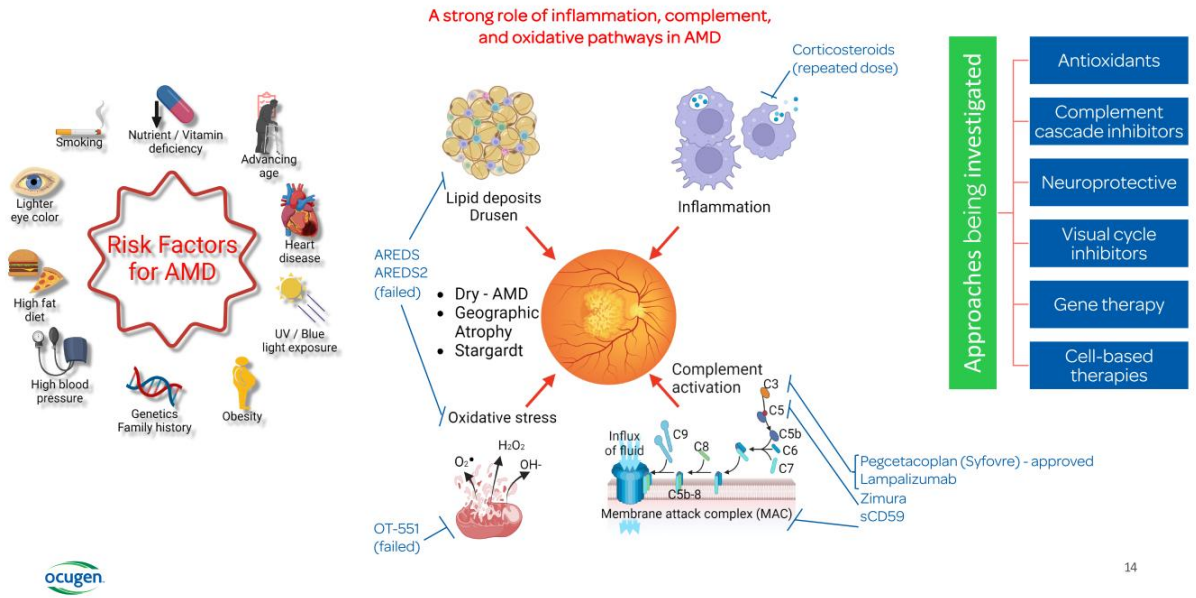 A strong role of inflammation, complement,
and oxidative pathways in AMD
Smoking
Nutrient / Vitamin
deficiency
Advancing
age
Lighter
eye color
Heart
disease
Risk Factors
for AMD
High fat
diet
UV / Blue
light exposure
High blood
pressure
Genetics
Family history
Obesity
Corticosteroids
(repeated dose)
Lipid deposits
Drusen
Inflammation
AREDS
AREDS2
(failed)
• Dry - AMD
• Geographic
Atrophy
• Stargardt
Oxidative stress
O₂•
H₂O₂
OH-
OT-551
(failed)
Complement
activation
C3
C5
C5b
C6
C7
C8
C9
Influx
of fluid
C5b-8
Membrane attack complex (MAC)
Pegcetacoplan (Syfovre) - approved
Lampalizumab
Zimura
sCD59
Approaches being investigated
Antioxidants
Complement
cascade inhibitors
Neuroprotective
Visual cycle
inhibitors
Gene therapy
Cell-based
therapies
ocugen
14